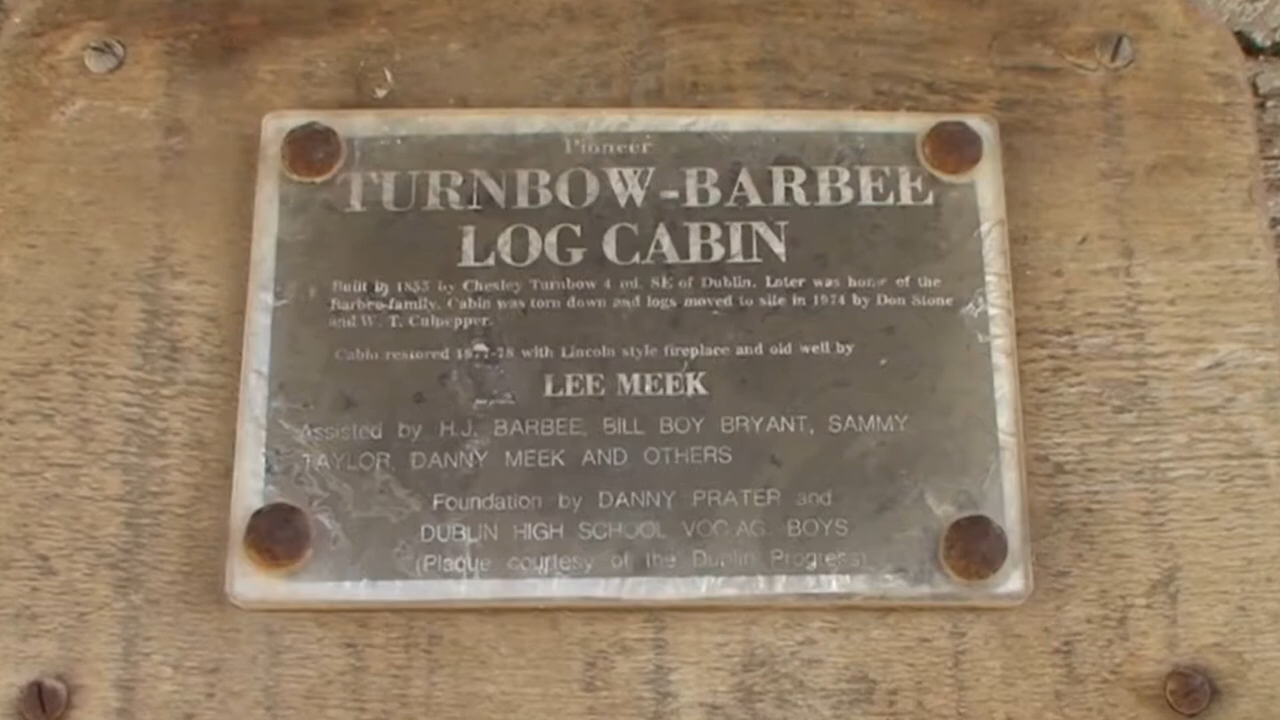 Pioneer
TURNBOW-BARBEE
LOG CABIN
Built in 1855 by Chesley Turnbow 4 mi. SE of Dublin. Later was home of the
Barbee family. Cabin was torn down and logs moved to site in 1974 by Don Stone
and W. T. Culpepper.
Cabin restored 1977-78 with Lincoln style fireplace and old well by
LEE MEEK
Assisted by H.J. BARBEE, BILL BOY BRYANT, SAMMY
TAYLOR, DANNY MEEK AND OTHERS
Foundation by DANNY PRATER and
DUBLIN HIGH SCHOOL VOC. AG. BOYS
(Plaque courtesy of the Dublin Progress)